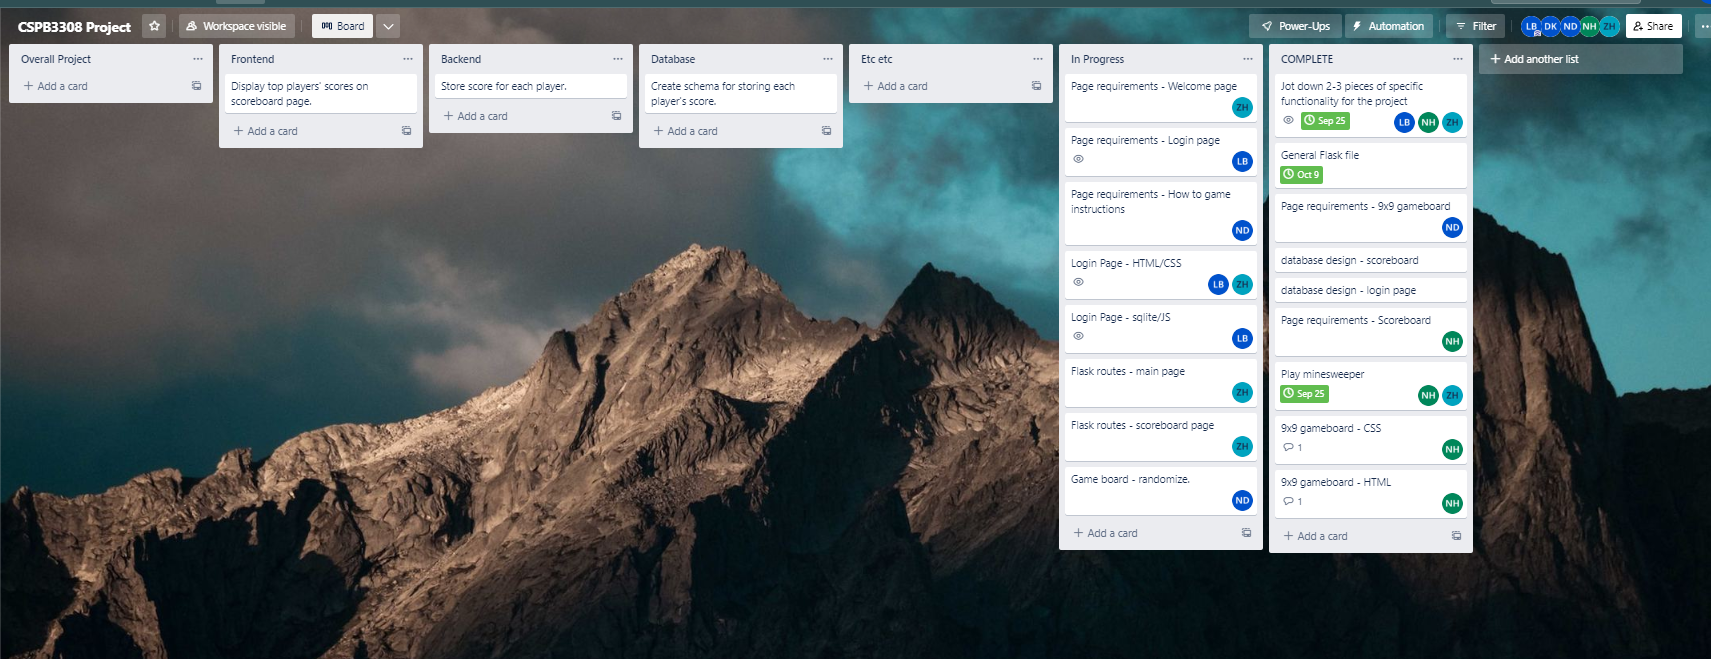 CSPB3308 Project
Workspace visible
Board
Power-Ups
Automation
Filter
LB
DK
ND
NH
ZH
Share
Overall Project
+ Add a card
Frontend
Display top players' scores on
scoreboard page.
+ Add a card
Backend
Store score for each player.
+ Add a card
Database
Create schema for storing each
player's score.
+ Add a card
Etc etc
+ Add a card
In Progress
Page requirements - Welcome page
ZH
Page requirements - Login page
LB
Page requirements - How to game
instructions
ND
Login Page - HTML/CSS
LB ZH
Login Page - sqlite/JS
LB
Flask routes - main page
ZH
Flask routes - scoreboard page
ZH
Game board - randomize.
ND
+ Add a card
COMPLETE
Jot down 2-3 pieces of specific
functionality for the project
Sep 25
LB NH ZH
General Flask file
Oct 9
Page requirements - 9x9 gameboard
ND
database design - scoreboard
database design - login page
Page requirements - Scoreboard
NH
Play minesweeper
Sep 25
NH ZH
9x9 gameboard - CSS
1
NH
9x9 gameboard - HTML
1
NH
+ Add a card
+ Add another list